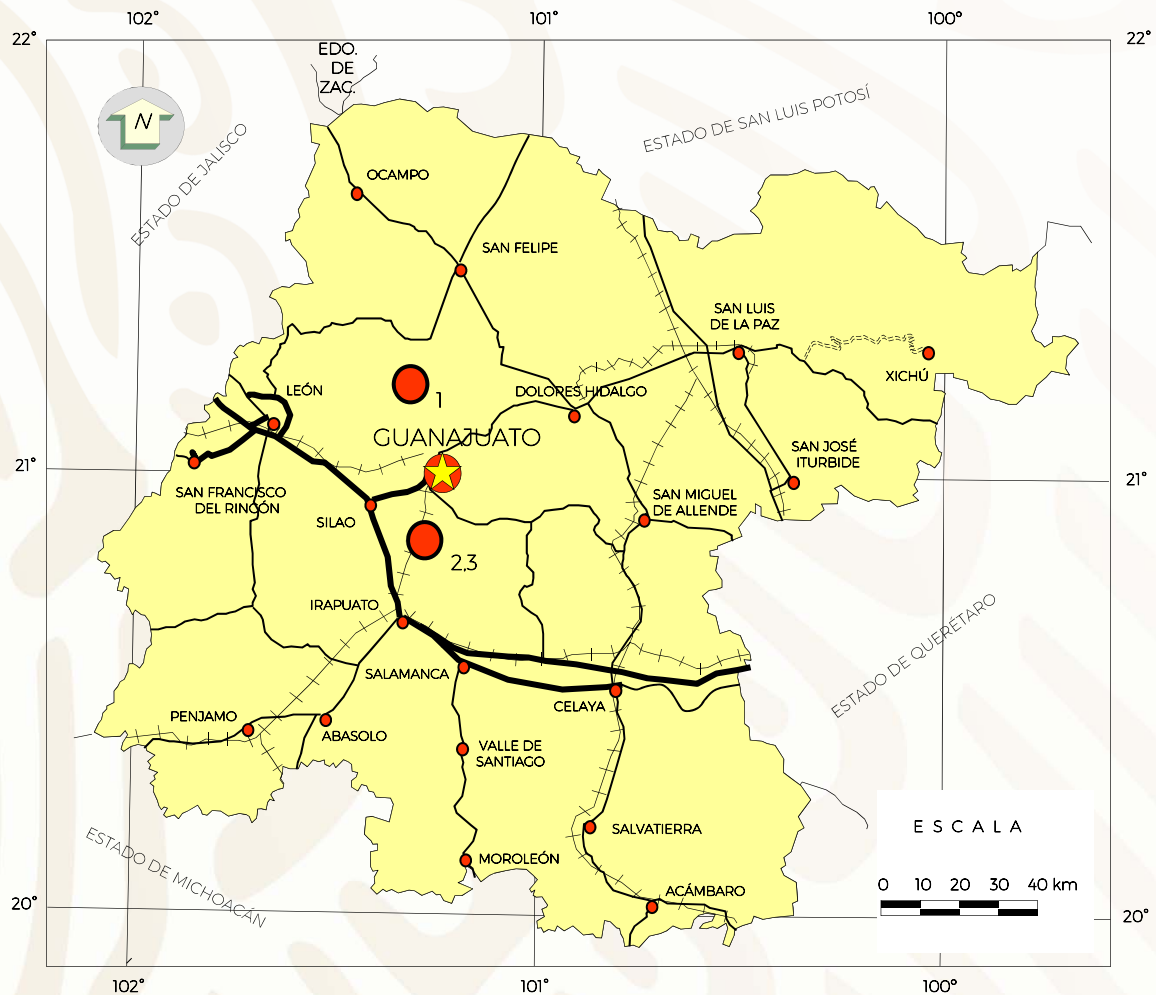 102°
101°
100°
22°
22°
EDO.
DE
ZAC.
N
ESTADO DE SAN LUIS POTOSÍ
ESTADO DE JALISCO
OCAMPO
SAN FELIPE
SAN LUIS
DE LA PAZ
XICHÚ
LEÓN
1
DOLORES HIDALGO
GUANAJUATO
21°
21°
SAN JOSÉ
ITURBIDE
SAN FRANCISCO
DEL RINCÓN
SILAO
SAN MIGUEL
DE ALLENDE
2,3
IRAPUATO
ESTADO DE QUERÉTARO
SALAMANCA
CELAYA
PENJAMO
ABASOLO
VALLE DE
SANTIAGO
SALVATIERRA
ESCALA
MOROLEÓN
ESTADO DE MICHOACÁN
ACÁMBARO
0 10 20 30 40 km
20°
20°
102°
101°
100°